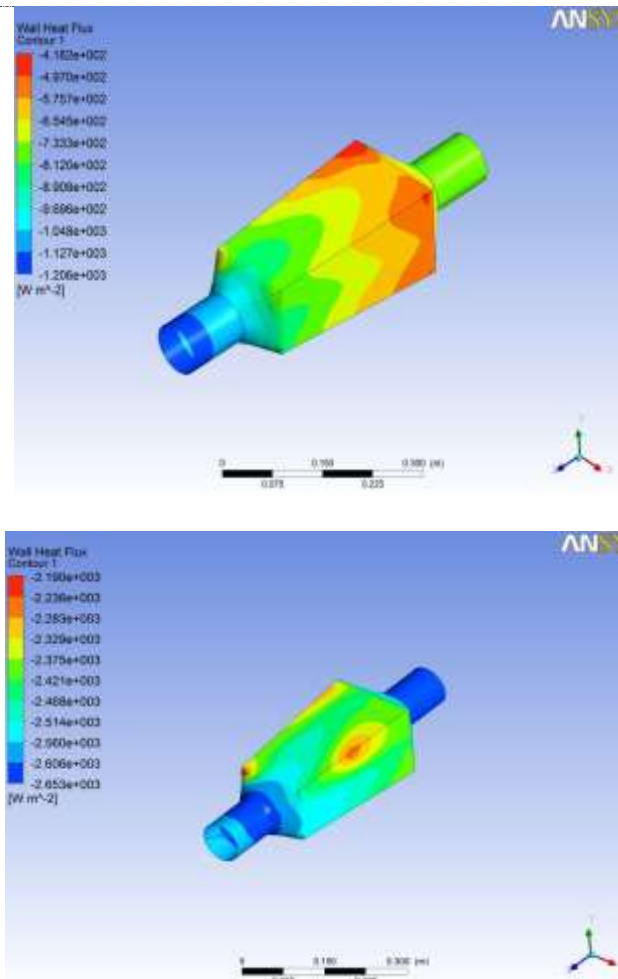 ANSY
Wall Heat Flux
Contour 1
-4.182e+002
-4.970e+002
-5.757e+002
-6.545e+002
-7.333e+002
-8.120e+002
-8.908e+002
-9.696e+002
-1.048e+003
-1.127e+003
-1.206e+003
[W m^-2]
0 0.150 0.300 (m)
0.075 0.225
ANSY
Wall Heat Flux
Contour 1
-2.190e+003
-2.236e+003
-2.283e+003
-2.329e+003
-2.375e+003
-2.421e+003
-2.468e+003
-2.514e+003
-2.560e+003
-2.606e+003
-2.653e+003
[W m^-2]
0 0.150 0.300 (m)